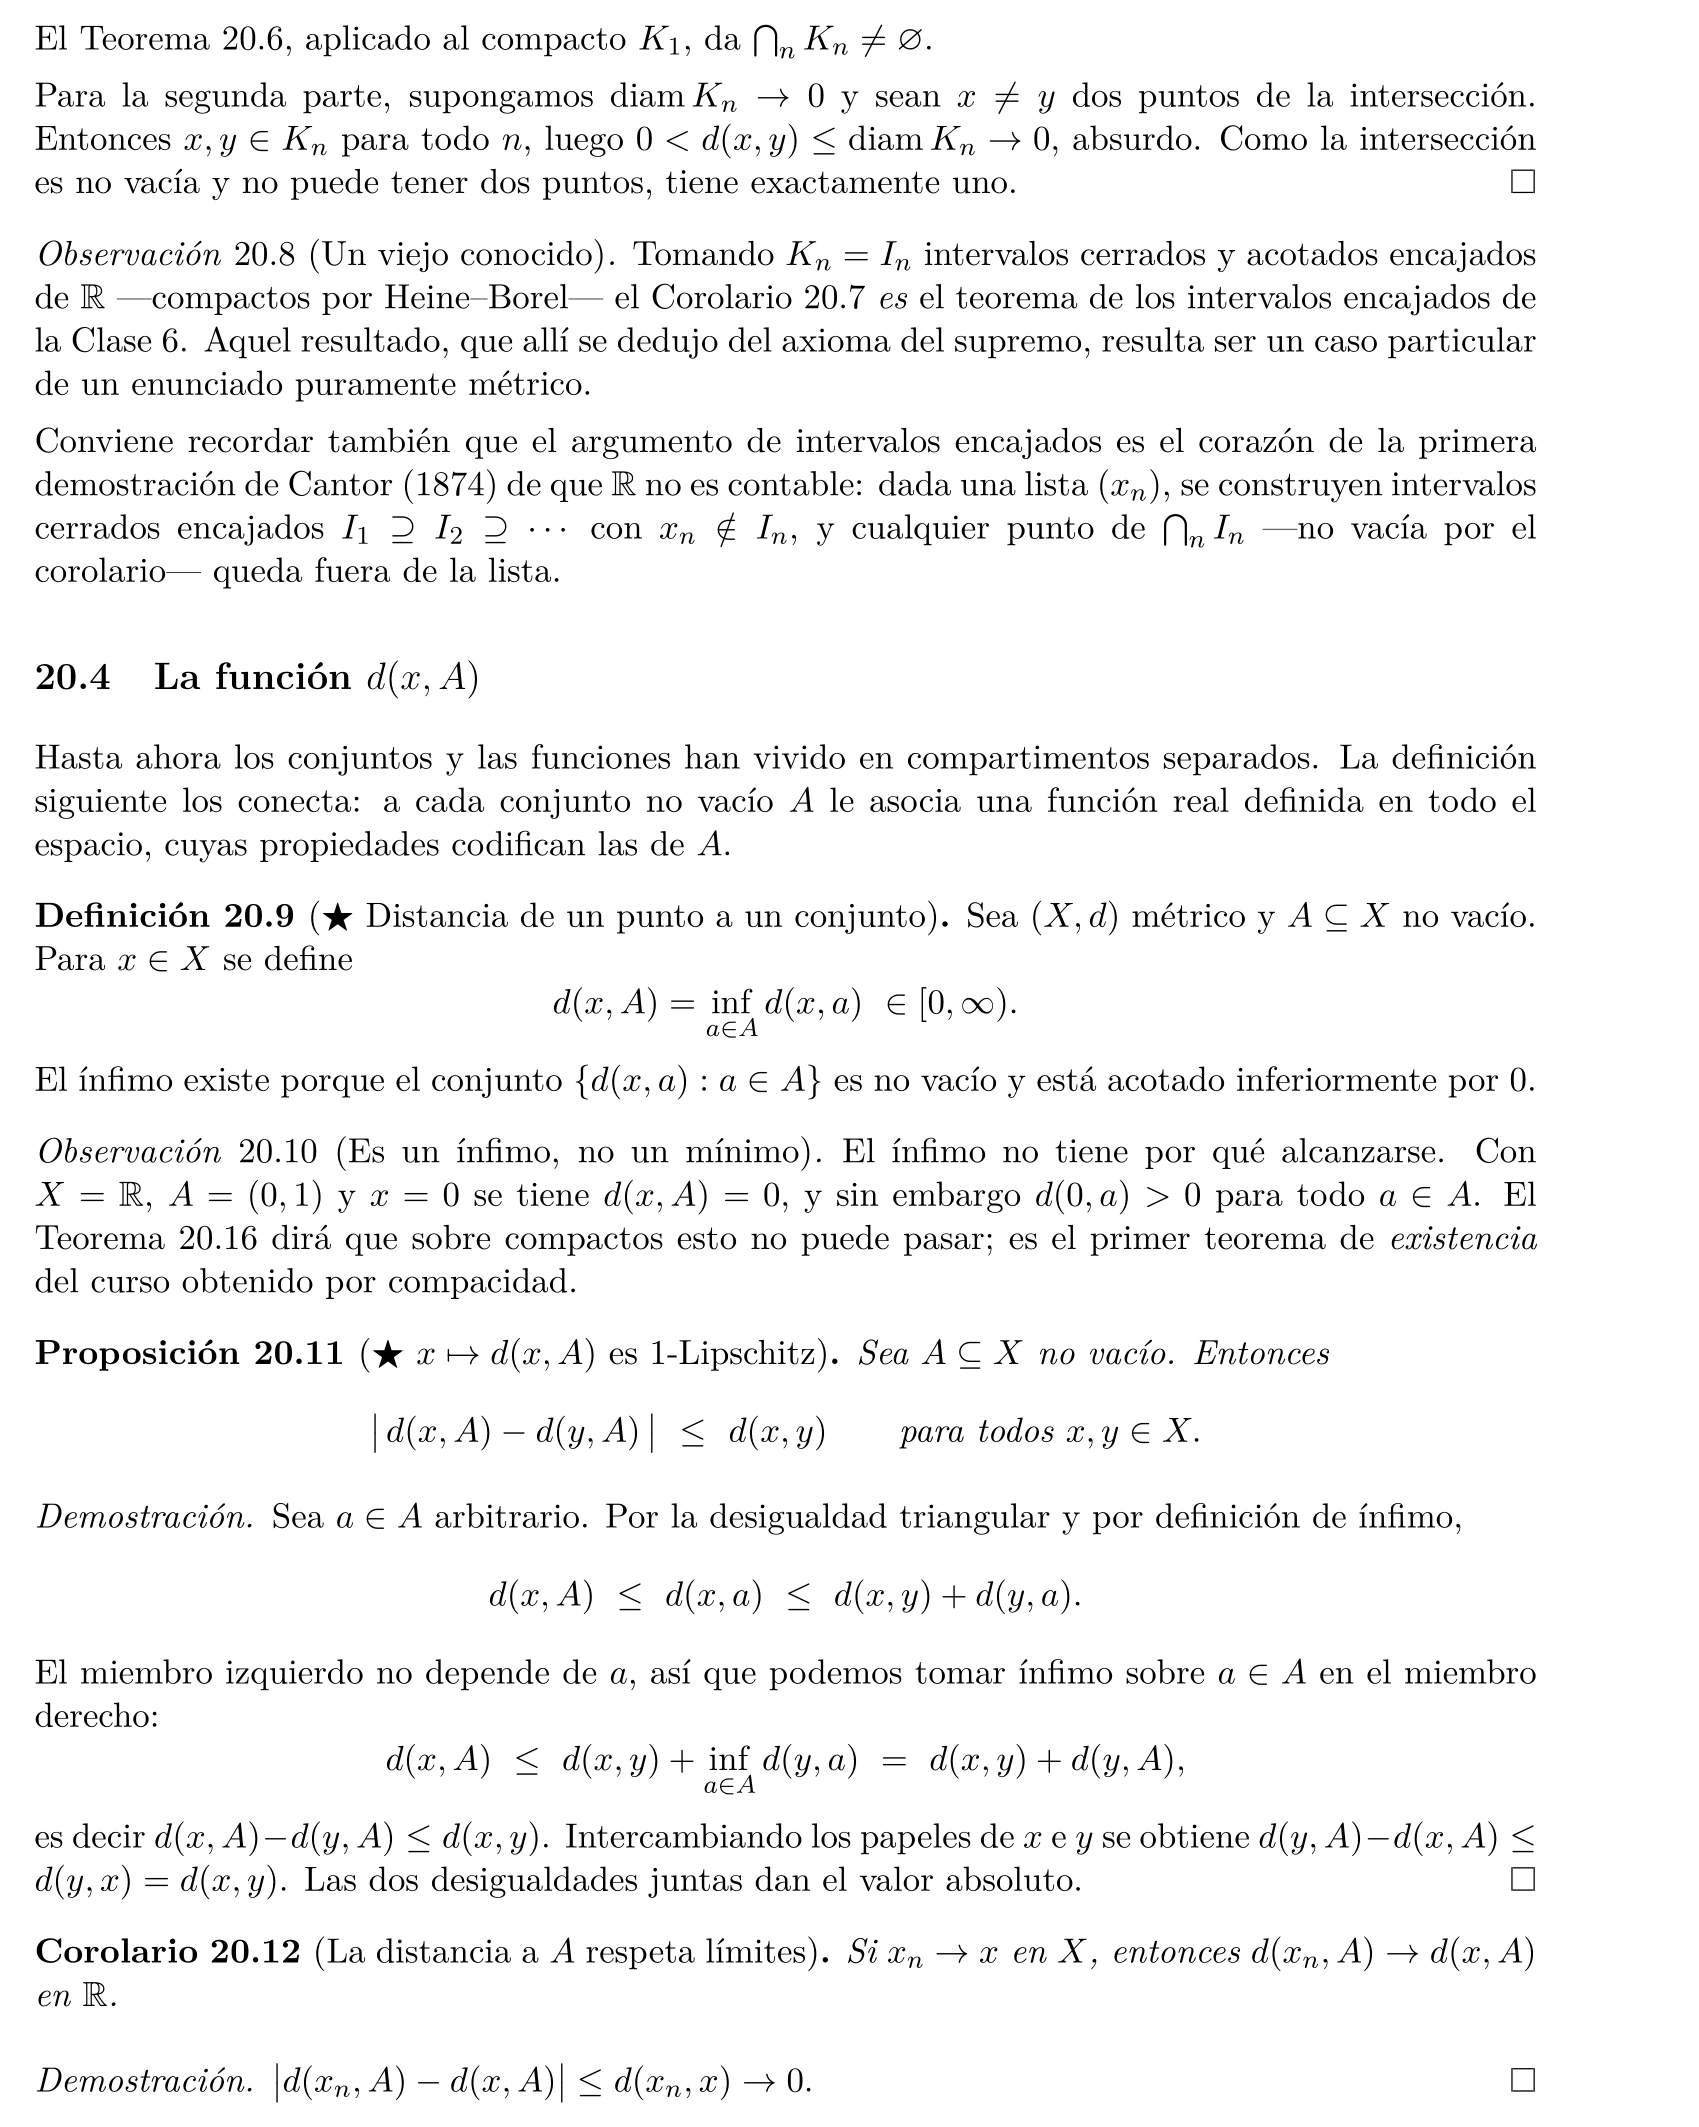 El Teorema 20.6, aplicado al compacto K₁, da ⋂ₙ Kₙ ≠ ∅.
Para la segunda parte, supongamos diam Kₙ → 0 y sean x ≠ y dos puntos de la intersección.
Entonces x, y ∈ Kₙ para todo n, luego 0 < d(x, y) ≤ diam Kₙ → 0, absurdo. Como la intersección
es no vacía y no puede tener dos puntos, tiene exactamente uno. □
Observación 20.8 (Un viejo conocido). Tomando Kₙ = Iₙ intervalos cerrados y acotados encajados
de ℝ —compactos por Heine–Borel— el Corolario 20.7 es el teorema de los intervalos encajados de
la Clase 6. Aquel resultado, que allí se dedujo del axioma del supremo, resulta ser un caso particular
de un enunciado puramente métrico.
Conviene recordar también que el argumento de intervalos encajados es el corazón de la primera
demostración de Cantor (1874) de que ℝ no es contable: dada una lista (xₙ), se construyen intervalos
cerrados encajados I₁ ⊇ I₂ ⊇ ⋯ con xₙ ∉ Iₙ, y cualquier punto de ⋂ₙ Iₙ —no vacía por el
corolario— queda fuera de la lista.
20.4 La función d(x, A)
Hasta ahora los conjuntos y las funciones han vivido en compartimentos separados. La definición
siguiente los conecta: a cada conjunto no vacío A le asocia una función real definida en todo el
espacio, cuyas propiedades codifican las de A.
Definición 20.9 (★ Distancia de un punto a un conjunto). Sea (X, d) métrico y A ⊆ X no vacío.
Para x ∈ X se define
d(x, A) = inf_{a∈A} d(x, a) ∈ [0, ∞).
El ínfimo existe porque el conjunto {d(x, a) : a ∈ A} es no vacío y está acotado inferiormente por 0.
Observación 20.10 (Es un ínfimo, no un mínimo). El ínfimo no tiene por qué alcanzarse. Con
X = ℝ, A = (0, 1) y x = 0 se tiene d(x, A) = 0, y sin embargo d(0, a) > 0 para todo a ∈ A. El
Teorema 20.16 dirá que sobre compactos esto no puede pasar; es el primer teorema de existencia
del curso obtenido por compacidad.
Proposición 20.11 (★ x ↦ d(x, A) es 1-Lipschitz). Sea A ⊆ X no vacío. Entonces
| d(x, A) − d(y, A) | ≤ d(x, y) para todos x, y ∈ X.
Demostración. Sea a ∈ A arbitrario. Por la desigualdad triangular y por definición de ínfimo,
d(x, A) ≤ d(x, a) ≤ d(x, y) + d(y, a).
El miembro izquierdo no depende de a, así que podemos tomar ínfimo sobre a ∈ A en el miembro
derecho:
d(x, A) ≤ d(x, y) + inf_{a∈A} d(y, a) = d(x, y) + d(y, A),
es decir d(x, A)−d(y, A) ≤ d(x, y). Intercambiando los papeles de x e y se obtiene d(y, A)−d(x, A) ≤
d(y, x) = d(x, y). Las dos desigualdades juntas dan el valor absoluto. □
Corolario 20.12 (La distancia a A respeta límites). Si xₙ → x en X, entonces d(xₙ, A) → d(x, A)
en ℝ.
Demostración. |d(xₙ, A) − d(x, A)| ≤ d(xₙ, x) → 0. □